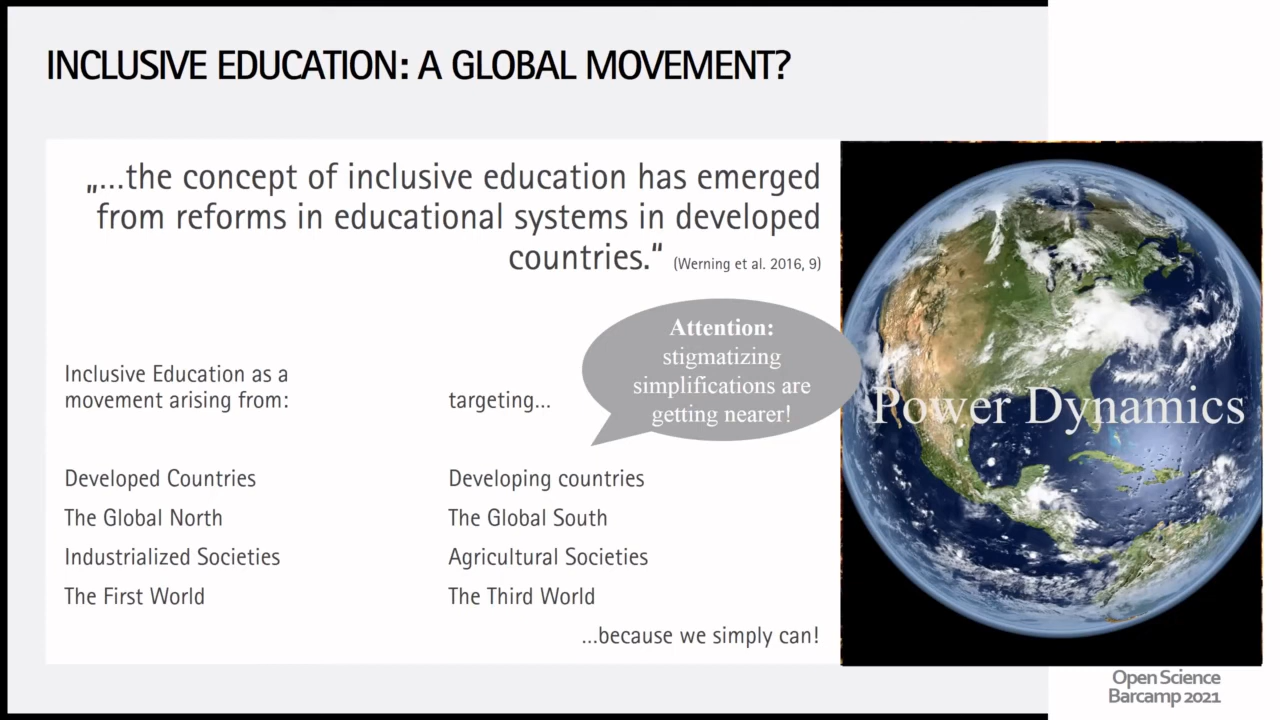 INCLUSIVE EDUCATION: A GLOBAL MOVEMENT?
„…the concept of inclusive education has emerged
from reforms in educational systems in developed
countries.“ (Werning et al. 2016, 9)
Attention:
stigmatizing
simplifications are
getting nearer!
Power Dynamics
Inclusive Education as a
movement arising from:
targeting…
Developed Countries
Developing countries
The Global North
The Global South
Industrialized Societies
Agricultural Societies
The First World
The Third World
…because we simply can!
Open Science
Barcamp 2021